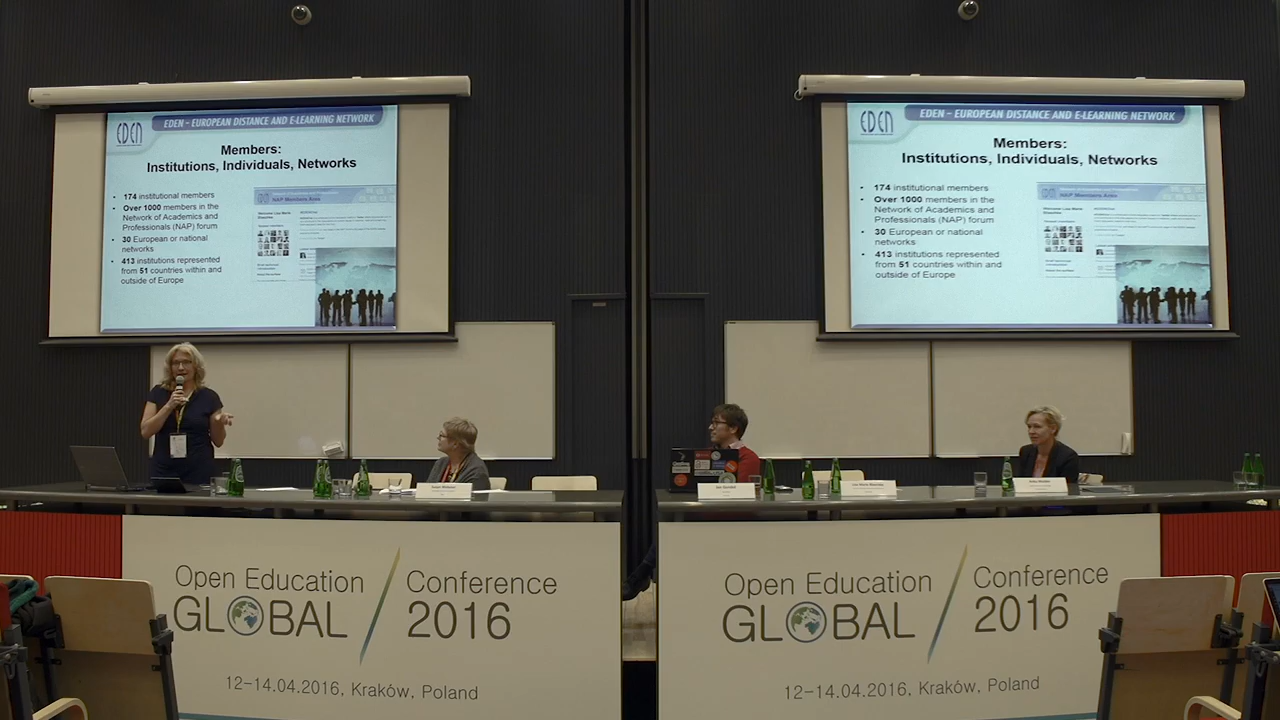 EDEN
EDEN – EUROPEAN DISTANCE AND E-LEARNING NETWORK
Members:
Institutions, Individuals, Networks
• 174 institutional members
• Over 1000 members in the
Network of Academics and
Professionals (NAP) forum
• 30 European or national
networks
• 413 institutions represented
from 51 countries within and
outside of Europe
NAP Members Area
EDEN
EDEN – EUROPEAN DISTANCE AND E-LEARNING NETWORK
Members:
Institutions, Individuals, Networks
• 174 institutional members
• Over 1000 members in the
Network of Academics and
Professionals (NAP) forum
• 30 European or national
networks
• 413 institutions represented
from 51 countries within and
outside of Europe
NAP Members Area
Open Education
GLOBAL
Conference
2016
12-14.04.2016, Kraków, Poland
Open Education
GLOBAL
Conference
2016
12-14.04.2016, Kraków, Poland